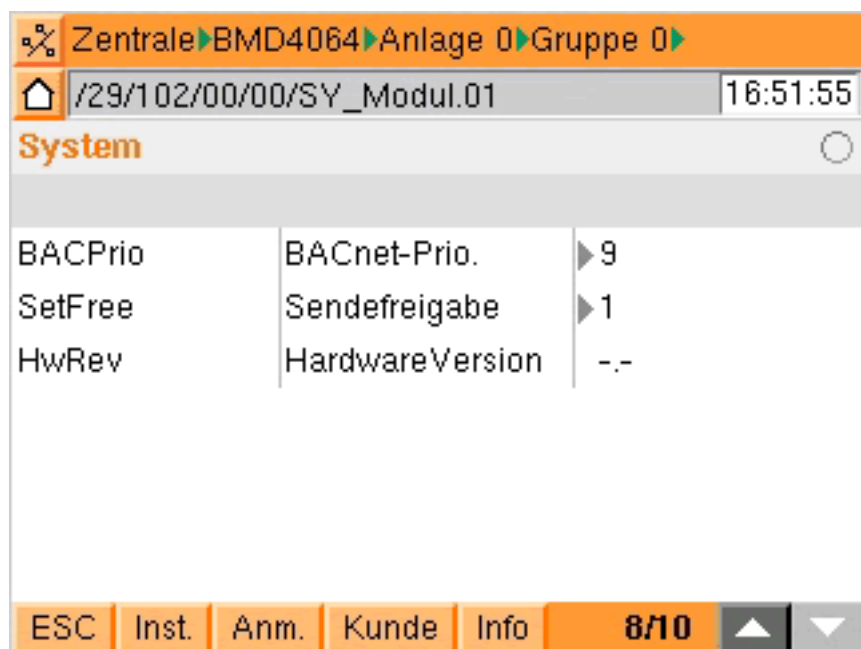 Zentrale▶BMD4064▶Anlage 0▶Gruppe 0▶
/29/102/00/00/SY_Modul.01 16:51:55
System
BACPrio BACnet-Prio. ▶9
SetFree Sendefreigabe ▶1
HwRev HardwareVersion -.-
ESC Inst. Anm. Kunde Info 8/10